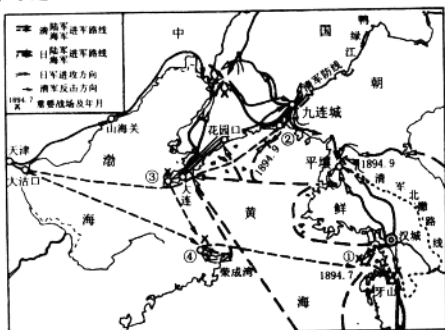 清陆军
海军进军路线
日陆军
海军进军路线
日军进攻方向
清军反击方向
1894.7
重要战场及年月
中
国
朝
鲜
鸭
绿
江
清军防线
九连城
②
花园口
1894.9
山海关
天津
大沽口
渤
海
③
大连
平壤
1894.9
清
军
北
撤
路
线
黄
海
汉城
①
1894.7
牙山
④
荣成湾